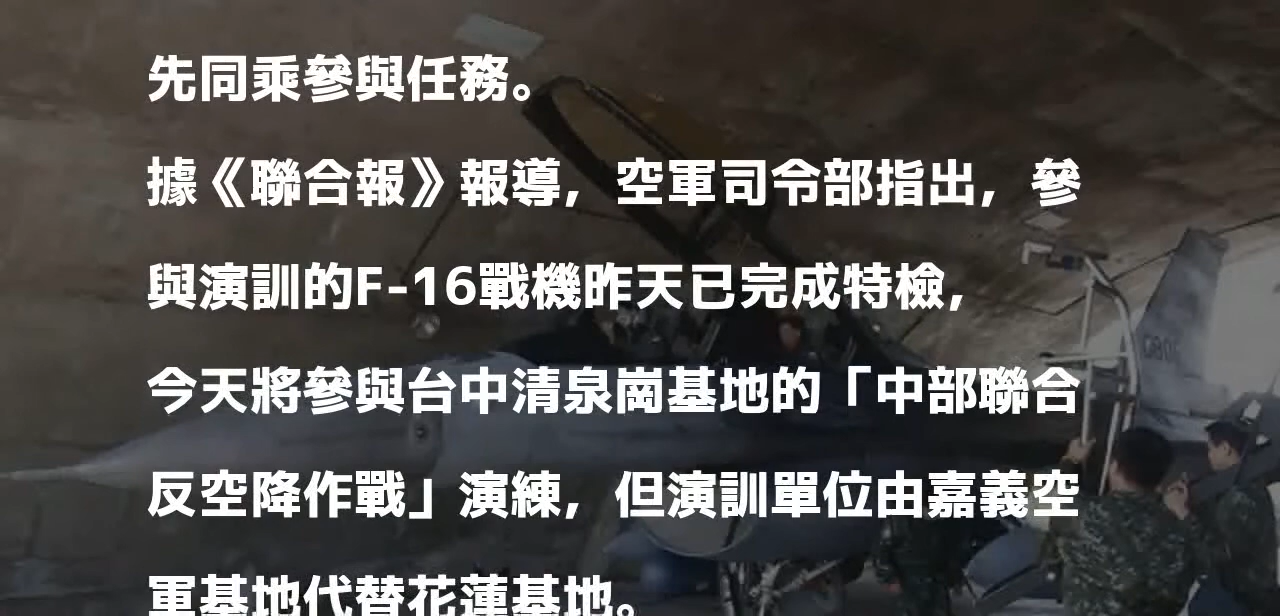 先同乘參與任務。
據《聯合報》報導，空軍司令部指出，參
與演訓的F-16戰機昨天已完成特檢，
今天將參與台中清泉崗基地的「中部聯合
反空降作戰」演練，但演訓單位由嘉義空
軍基地代替花蓮基地。